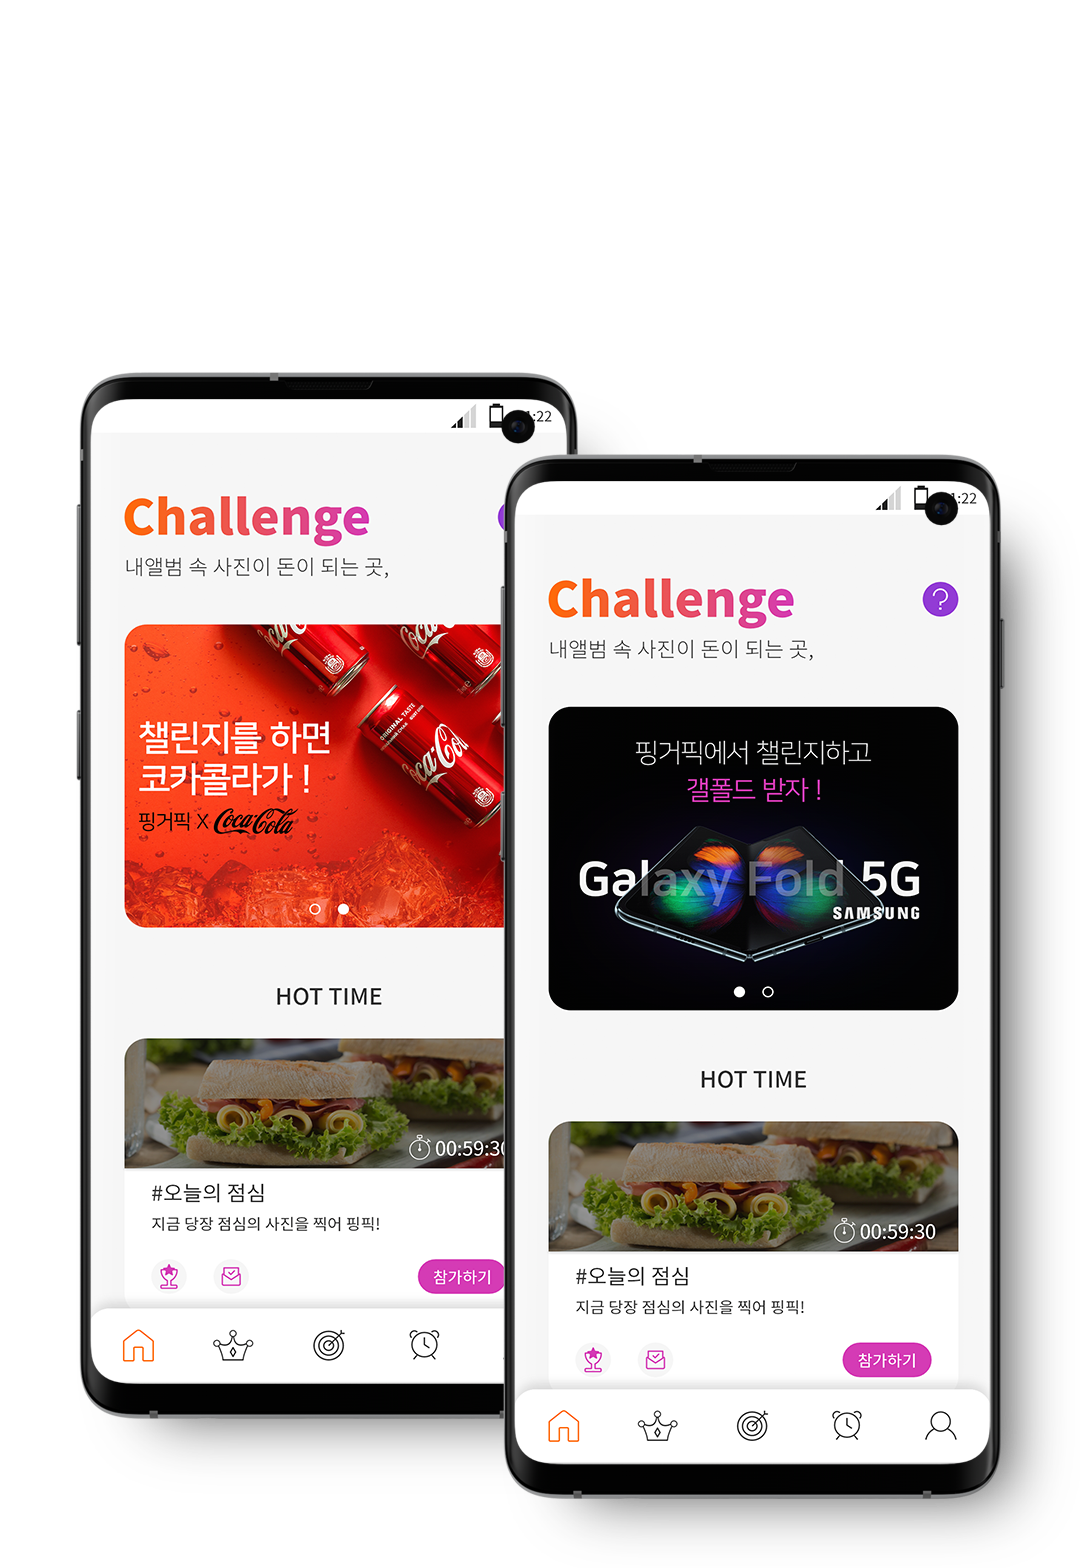 :22
Challenge
내앨범 속 사진이 돈이 되는 곳,
ORIGINAL TASTE
Coca-Cola
챌린지를 하면
코카콜라가 !
핑거픽 X Coca-Cola
HOT TIME
00:59:30
#오늘의 점심
지금 당장 점심의 사진을 찍어 핑픽!
참가하기
:22
Challenge
?
내앨범 속 사진이 돈이 되는 곳,
핑거픽에서 챌린지하고
갤폴드 받자 !
Galaxy Fold 5G
SAMSUNG
HOT TIME
00:59:30
#오늘의 점심
지금 당장 점심의 사진을 찍어 핑픽!
참가하기